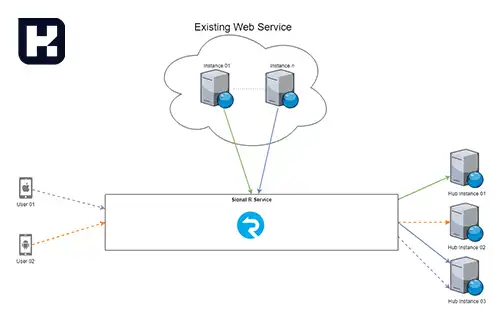 Existing Web Service
Instance 01
Instance n
User 01
Signal R Service
Hub Instance 01
User 02
Hub Instance 02
Hub Instance 03